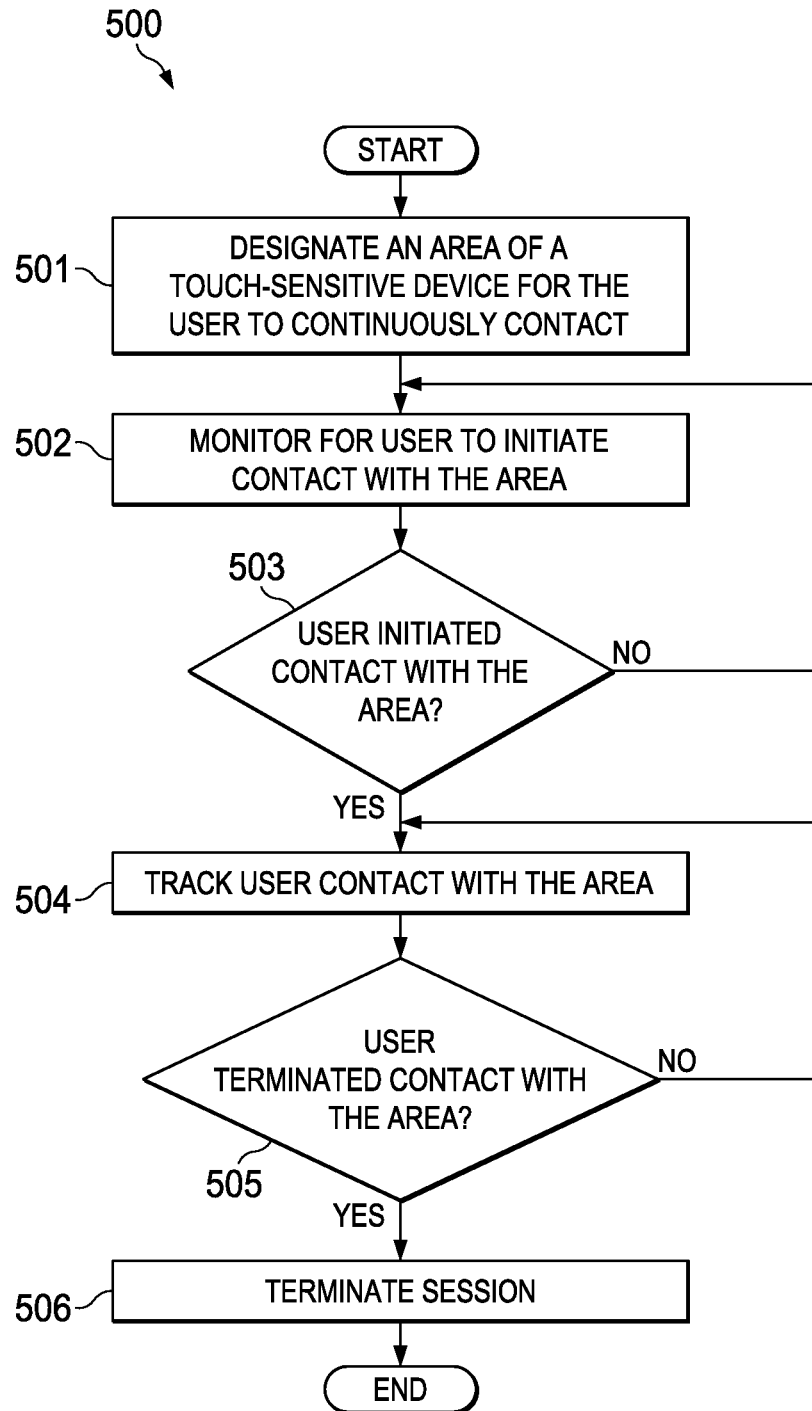 500
START
501
DESIGNATE AN AREA OF A
TOUCH-SENSITIVE DEVICE FOR THE
USER TO CONTINUOUSLY CONTACT
502
MONITOR FOR USER TO INITIATE
CONTACT WITH THE AREA
503
USER INITIATED
CONTACT WITH THE
AREA?
NO
YES
504
TRACK USER CONTACT WITH THE AREA
USER
TERMINATED CONTACT WITH
THE AREA?
NO
505
YES
506
TERMINATE SESSION
END